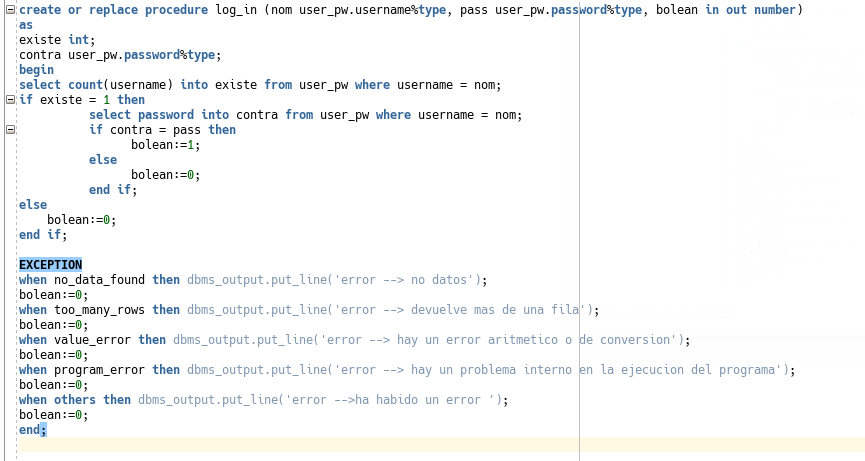 create or replace procedure log_in (nom user_pw.username%type, pass user_pw.password%type, bolean in out number)
as
existe int;
contra user_pw.password%type;
begin
select count(username) into existe from user_pw where username = nom;
if existe = 1 then
          select password into contra from user_pw where username = nom;
          if contra = pass then
                bolean:=1;
          else
                bolean:=0;
          end if;
else
    bolean:=0;
end if;

EXCEPTION
when no_data_found then dbms_output.put_line('error --> no datos');
bolean:=0;
when too_many_rows then dbms_output.put_line('error --> devuelve mas de una fila');
bolean:=0;
when value_error then dbms_output.put_line('error --> hay un error aritmetico o de conversion');
bolean:=0;
when program_error then dbms_output.put_line('error --> hay un problema interno en la ejecucion del programa');
bolean:=0;
when others then dbms_output.put_line('error -->ha habido un error ');
bolean:=0;
end;